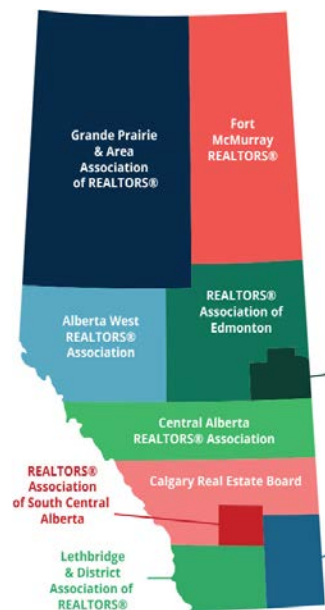 Grande Prairie
& Area
Association
of REALTORS®
Fort
McMurray
REALTORS®
Alberta West
REALTORS®
Association
REALTORS®
Association of
Edmonton
Central Alberta
REALTORS® Association
REALTORS®
Association
of South Central
Alberta
Calgary Real Estate Board
Lethbridge
& District
Association of
REALTORS®